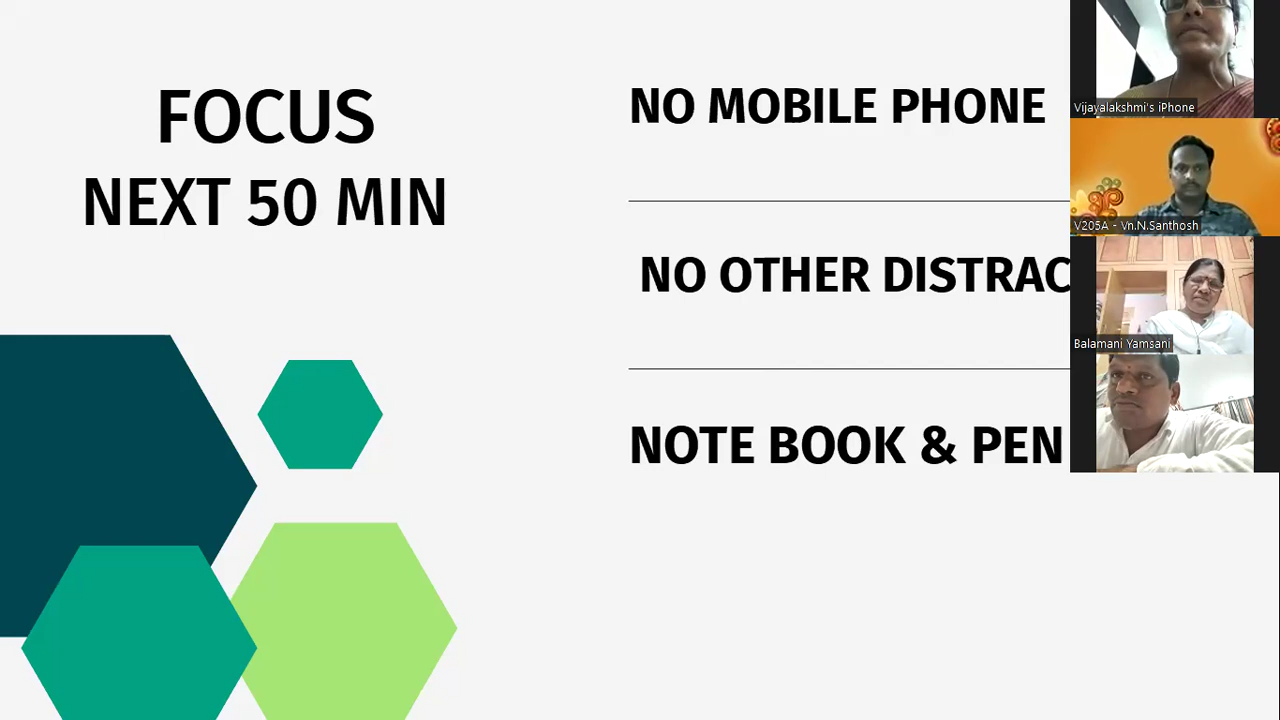 FOCUS
NEXT 50 MIN
NO MOBILE PHONE
NO OTHER DISTRAC
NOTE BOOK & PEN
Vijayalakshmi's iPhone
V205A - Vn.N.Santhosh
Balamani Yamsani